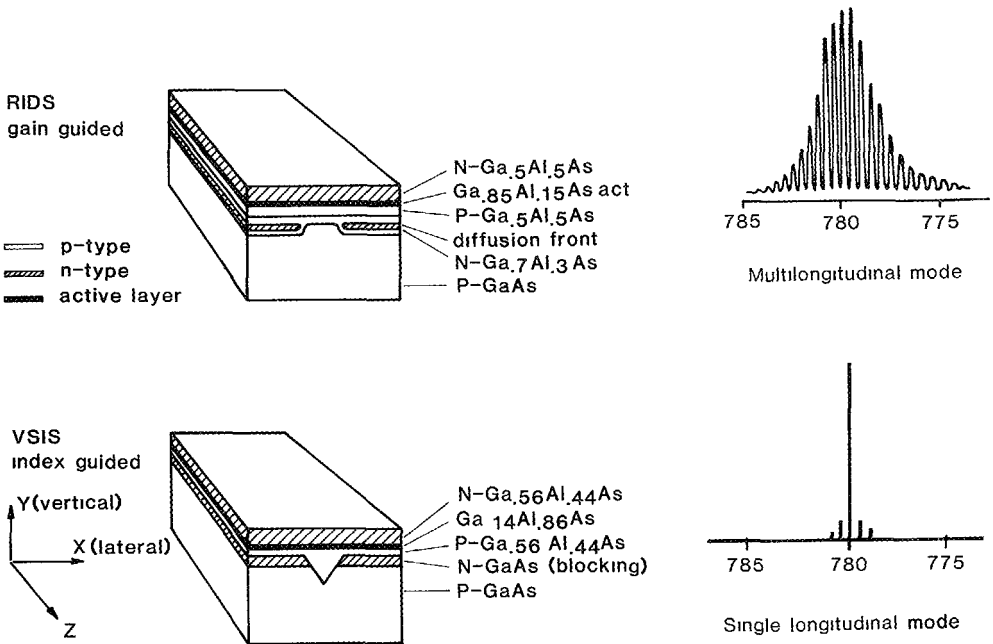 RIDS
gain guided
N-Ga.5Al.5As
Ga.85Al.15As act
P-Ga.5Al.5As
diffusion front
N-Ga.7Al.3As
P-GaAs
p-type
n-type
active layer
785 780 775
Multilongitudinal mode
VSIS
index guided
Y(vertical)
X(lateral)
Z
N-Ga.56Al.44As
Ga 14Al.86As
P-Ga.56 Al.44As
N-GaAs (blocking)
P-GaAs
785 780 775
Single longitudinal mode